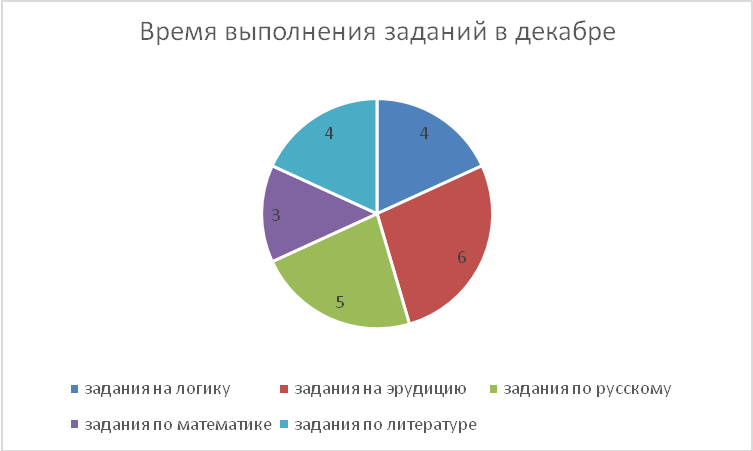 Время выполнения заданий в декабре
4
4
3
6
5
задания на логику
задания на эрудицию
задания по русскому
задания по математике
задания по литературе